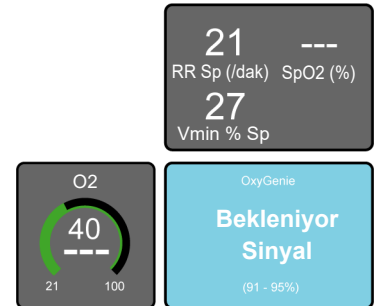 21 ---
RR Sp (/dak) SpO2 (%)
27
Vmin % Sp
O2
40
---
21 100
OxyGenie
Bekleniyor
Sinyal
(91 - 95%)